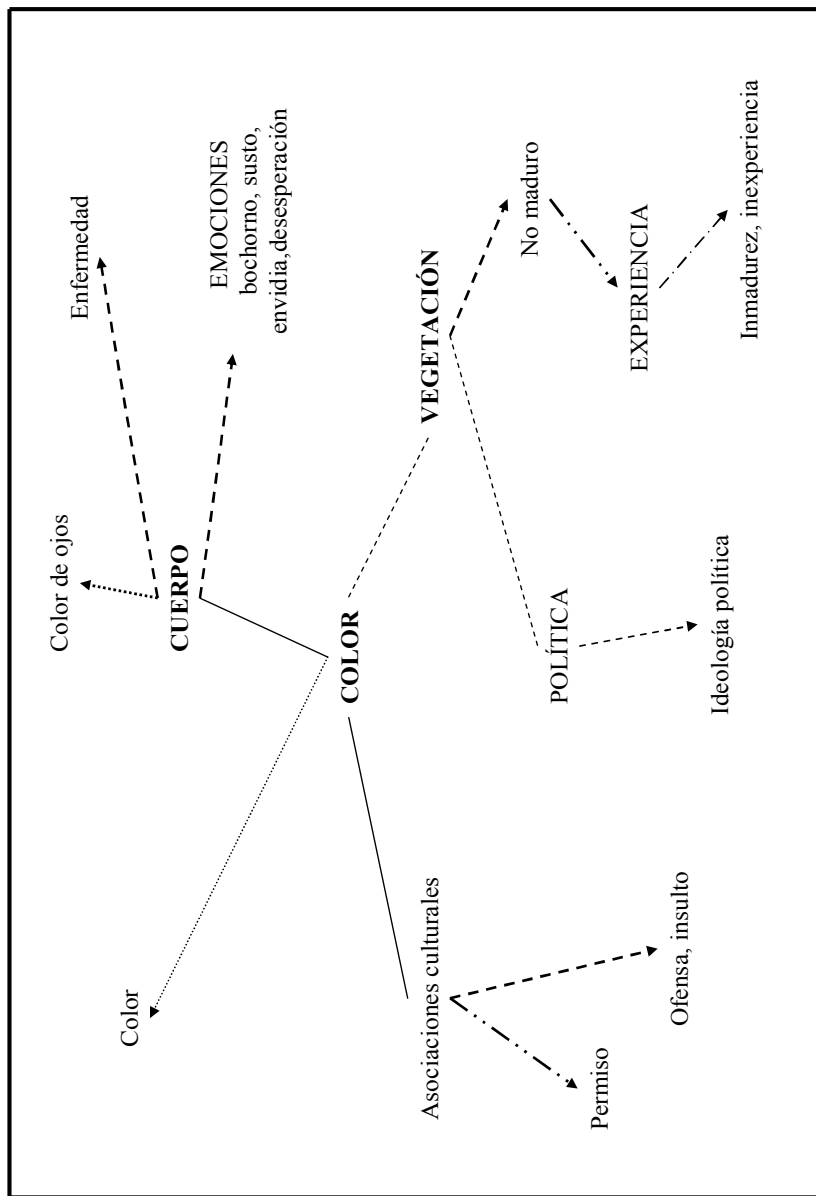 Color
Color de ojos
Enfermedad
CUERPO
EMOCIONES
bochorno, susto,
envidia,desesperación
COLOR
Asociaciones culturales
VEGETACIÓN
No maduro
Permiso
Ofensa, insulto
POLÍTICA
EXPERIENCIA
Ideología política
Inmadurez, inexperiencia